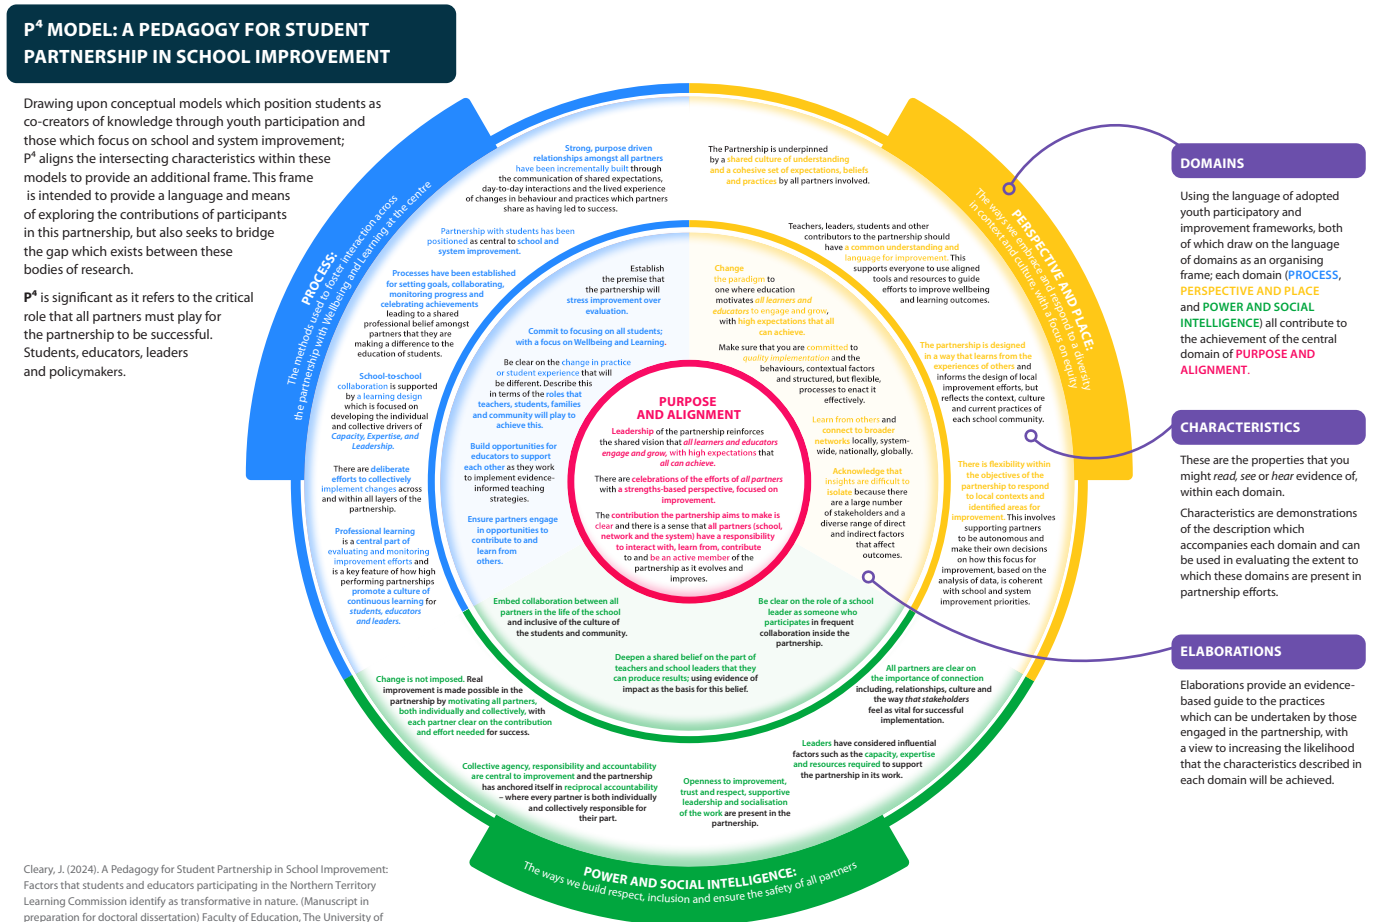 P⁴ MODEL: A PEDAGOGY FOR STUDENT
PARTNERSHIP IN SCHOOL IMPROVEMENT
Drawing upon conceptual models which position students as
co-creators of knowledge through youth participation and
those which focus on school and system improvement;
P⁴ aligns the intersecting characteristics within these
models to provide an additional frame. This frame
is intended to provide a language and means
of exploring the contributions of participants
in this partnership, but also seeks to bridge
the gap which exists between these
bodies of research.
P⁴ is significant as it refers to the critical
role that all partners must play for
the partnership to be successful.
Students, educators, leaders
and policymakers.
PROCESS:
The methods used to foster interaction across
the partnership with Wellbeing and Learning at the centre
Strong, purpose driven
relationships amongst all partners
have been incrementally built through
the communication of shared expectations,
day-to-day interactions and the lived experience
of changes in behaviour and practices which partners
share as having led to success.
Partnership with students has been
positioned as central to school and
system improvement.
Processes have been established
for setting goals, collaborating,
monitoring progress and
celebrating achievements
leading to a shared
professional belief amongst
partners that they are
making a difference to the
education of students.
School-to-school
collaboration is supported
by a learning design
which is focused on
developing the individual
and collective drivers of
Capacity, Expertise, and
Leadership.
There are deliberate
efforts to collectively
implement changes across
and within all layers of the
partnership.
Professional learning
is a central part of
evaluating and monitoring
improvement efforts and
is a key feature of how high
performing partnerships
promote a culture of
continuous learning for
students, educators
and leaders.
Establish
the premise that
the partnership will
stress improvement over
evaluation.
Commit to focusing on all students;
with a focus on Wellbeing and Learning.
Be clear on the change in practice
or student experience that will
be different. Describe this
in terms of the roles that
teachers, students, families
and community will play to
achieve this.
Build opportunities for
educators to support
each other as they work
to implement evidence-
informed teaching
strategies.
Ensure partners engage
in opportunities to
contribute to and
learn from
others.
PERSPECTIVE AND PLACE:
The ways we embrace and respond to a diversity
in context and culture, with a focus on equity
The Partnership is underpinned
by a shared culture of understanding
and a cohesive set of expectations, beliefs
and practices by all partners involved.
Teachers, leaders, students and other
contributors to the partnership should
have a common understanding and
language for improvement. This
supports everyone to use aligned
tools and resources to guide
efforts to improve wellbeing
and learning outcomes.
The partnership is designed
in a way that learns from the
experiences of others and
informs the design of local
improvement efforts, but
reflects the context, culture
and current practices of
each school community.
There is flexibility within
the objectives of the
partnership to respond
to local contexts and
identified areas for
improvement. This involves
supporting partners
to be autonomous and
make their own decisions
on how this focus for
improvement, based on the
analysis of data, is coherent
with school and system
improvement priorities.
Change
the paradigm to
one where education
motivates all learners and
educators to engage and grow,
with high expectations that all
can achieve.
Make sure that you are committed to
quality implementation and the
behaviours, contextual factors
and structured, but flexible,
processes to enact it
effectively.
Learn from others and
connect to broader
networks locally, system-
wide, nationally, globally.
Acknowledge that
insights are difficult to
isolate because there
are a large number
of stakeholders and a
diverse range of direct
and indirect factors
that affect
outcomes.
PURPOSE
AND ALIGNMENT
Leadership of the partnership reinforces
the shared vision that all learners and educators
engage and grow, with high expectations that
all can achieve.
There are celebrations of the efforts of all partners
with a strengths-based perspective, focused on
improvement.
The contribution the partnership aims to make is
clear and there is a sense that all partners (school,
network and the system) have a responsibility
to interact with, learn from, contribute
to and be an active member of the
partnership as it evolves and
improves.
Embed collaboration between all
partners in the life of the school
and inclusive of the culture of
the students and community.
Be clear on the role of a school
leader as someone who
participates in frequent
collaboration inside the
partnership.
Deepen a shared belief on the part of
teachers and school leaders that they
can produce results; using evidence of
impact as the basis for this belief.
Change is not imposed. Real
improvement is made possible in the
partnership by motivating all partners,
both individually and collectively, with
each partner clear on the contribution
and effort needed for success.
All partners are clear on
the importance of connection
including, relationships, culture and
the way that stakeholders
feel as vital for successful
implementation.
Leaders have considered influential
factors such as the capacity, expertise
and resources required to support
the partnership in its work.
Collective agency, responsibility and accountability
are central to improvement and the partnership
has anchored itself in reciprocal accountability
– where every partner is both individually
and collectively responsible for
their part.
Openness to improvement,
trust and respect, supportive
leadership and socialisation
of the work are present in the
partnership.
POWER AND SOCIAL INTELLIGENCE:
The ways we build respect, inclusion and ensure the safety of all partners
DOMAINS
Using the language of adopted
youth participatory and
improvement frameworks, both
of which draw on the language
of domains as an organising
frame; each domain (PROCESS,
PERSPECTIVE AND PLACE
and POWER AND SOCIAL
INTELLIGENCE) all contribute to
the achievement of the central
domain of PURPOSE AND
ALIGNMENT.
CHARACTERISTICS
These are the properties that you
might read, see or hear evidence of,
within each domain.
Characteristics are demonstrations
of the description which
accompanies each domain and can
be used in evaluating the extent to
which these domains are present in
partnership efforts.
ELABORATIONS
Elaborations provide an evidence-
based guide to the practices
which can be undertaken by those
engaged in the partnership, with
a view to increasing the likelihood
that the characteristics described in
each domain will be achieved.
Cleary, J. (2024). A Pedagogy for Student Partnership in School Improvement:
Factors that students and educators participating in the Northern Territory
Learning Commission identify as transformative in nature. (Manuscript in
preparation for doctoral dissertation) Faculty of Education, The University of